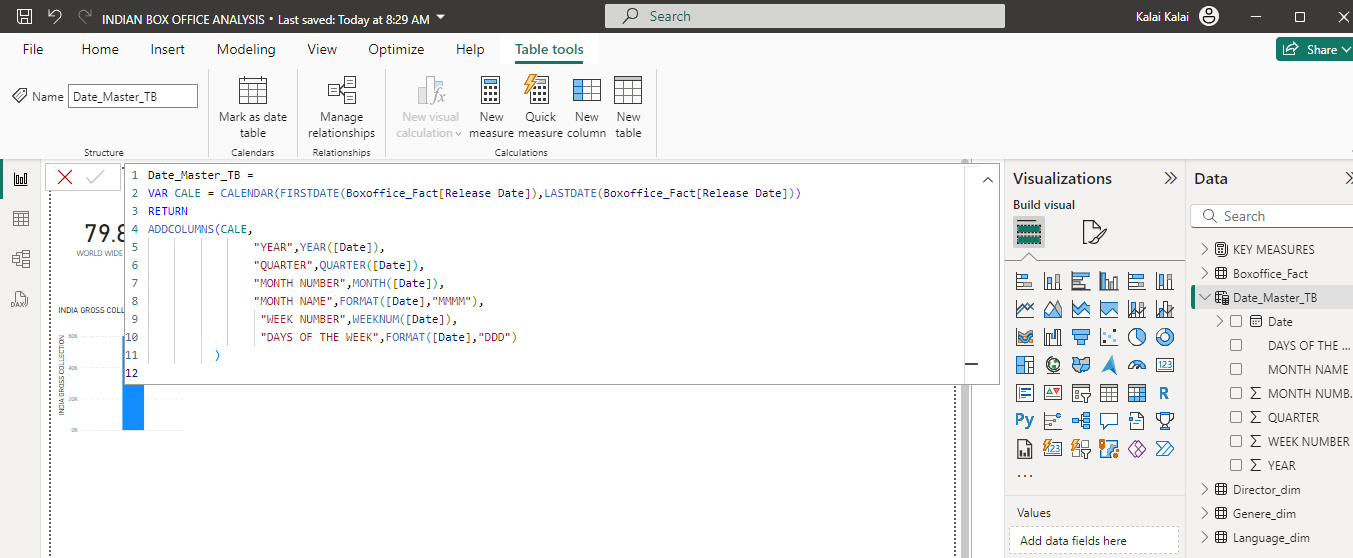 INDIAN BOX OFFICE ANALYSIS • Last saved: Today at 8:29 AM
Search
Kalai Kalai
File
Home
Insert
Modeling
View
Optimize
Help
Table tools
Share
Name
Date_Master_TB
Mark as date
table
Manage
relationships
New visual
calculation
New
measure
Quick
measure
New
column
New
table
Structure
Calendars
Relationships
Calculations
1 Date_Master_TB =
2 VAR CALE = CALENDAR(FIRSTDATE(Boxoffice_Fact[Release Date]),LASTDATE(Boxoffice_Fact[Release Date]))
3 RETURN
4 ADDCOLUMNS(CALE,
5 "YEAR",YEAR([Date]),
6 "QUARTER",QUARTER([Date]),
7 "MONTH NUMBER",MONTH([Date]),
8 "MONTH NAME",FORMAT([Date],"MMMM"),
9 "WEEK NUMBER",WEEKNUM([Date]),
10 "DAYS OF THE WEEK",FORMAT([Date],"DDD")
11 )
12
79.8
WORLD WIDE
INDIA GROSS COLL
INDIA GROSS COLLECTION
60K
40K
20K
0K
DAX
Visualizations
Build visual
123
R
Py
123
...
Values
Add data fields here
Data
Search
KEY MEASURES
Boxoffice_Fact
Date_Master_TB
Date
DAYS OF THE ...
MONTH NAME
MONTH NUMB...
QUARTER
WEEK NUMBER
YEAR
Director_dim
Genere_dim
Language_dim